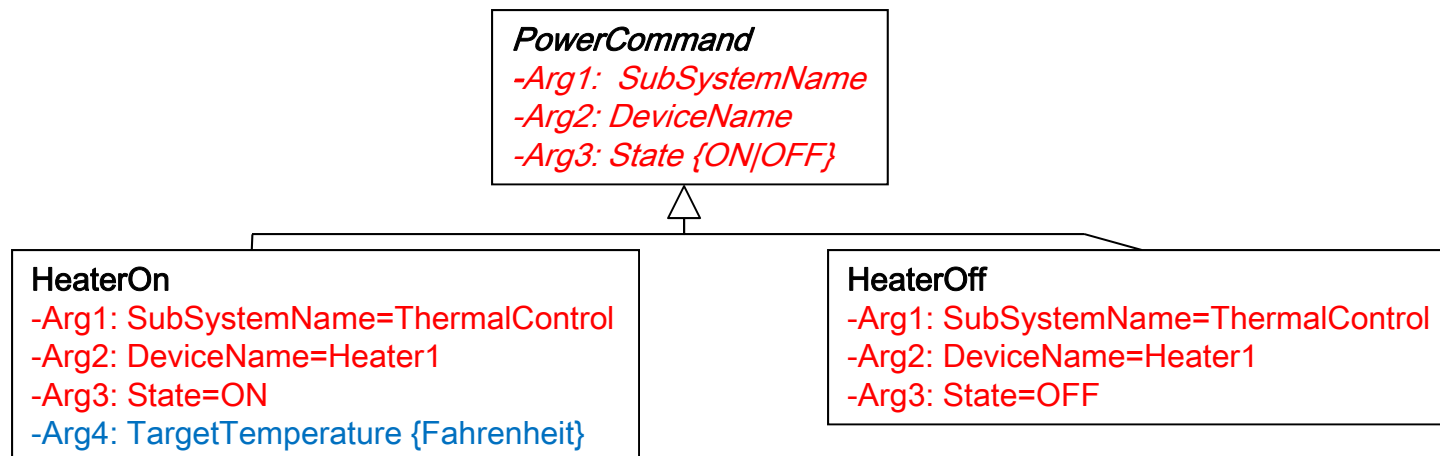 PowerCommand
-Arg1: SubSystemName
-Arg2: DeviceName
-Arg3: State {ON|OFF}
HeaterOn
-Arg1: SubSystemName=ThermalControl
-Arg2: DeviceName=Heater1
-Arg3: State=ON
-Arg4: TargetTemperature {Fahrenheit}
HeaterOff
-Arg1: SubSystemName=ThermalControl
-Arg2: DeviceName=Heater1
-Arg3: State=OFF